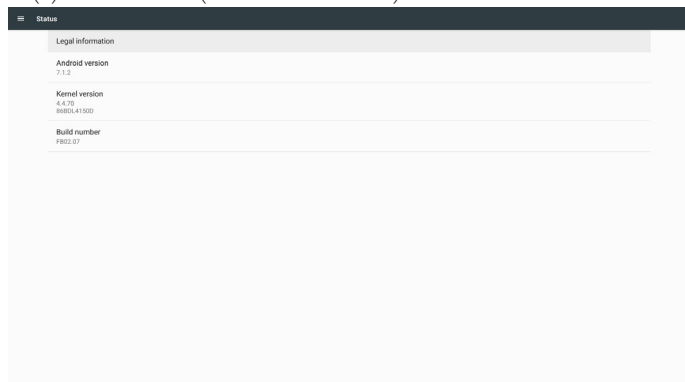 Status
Legal information
Android version
7.1.2
Kernel version
4.4.70
86BDL4150D
Build number
FB02.07